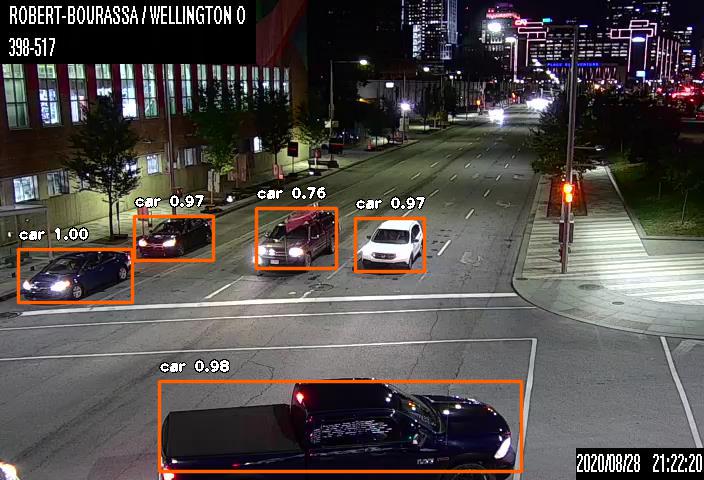 ROBERT-BOURASSA / WELLINGTON O
398-517
car 0.97
car 0.76
car 0.97
car 1.00
car 0.98
2020/08/28 21:22:20